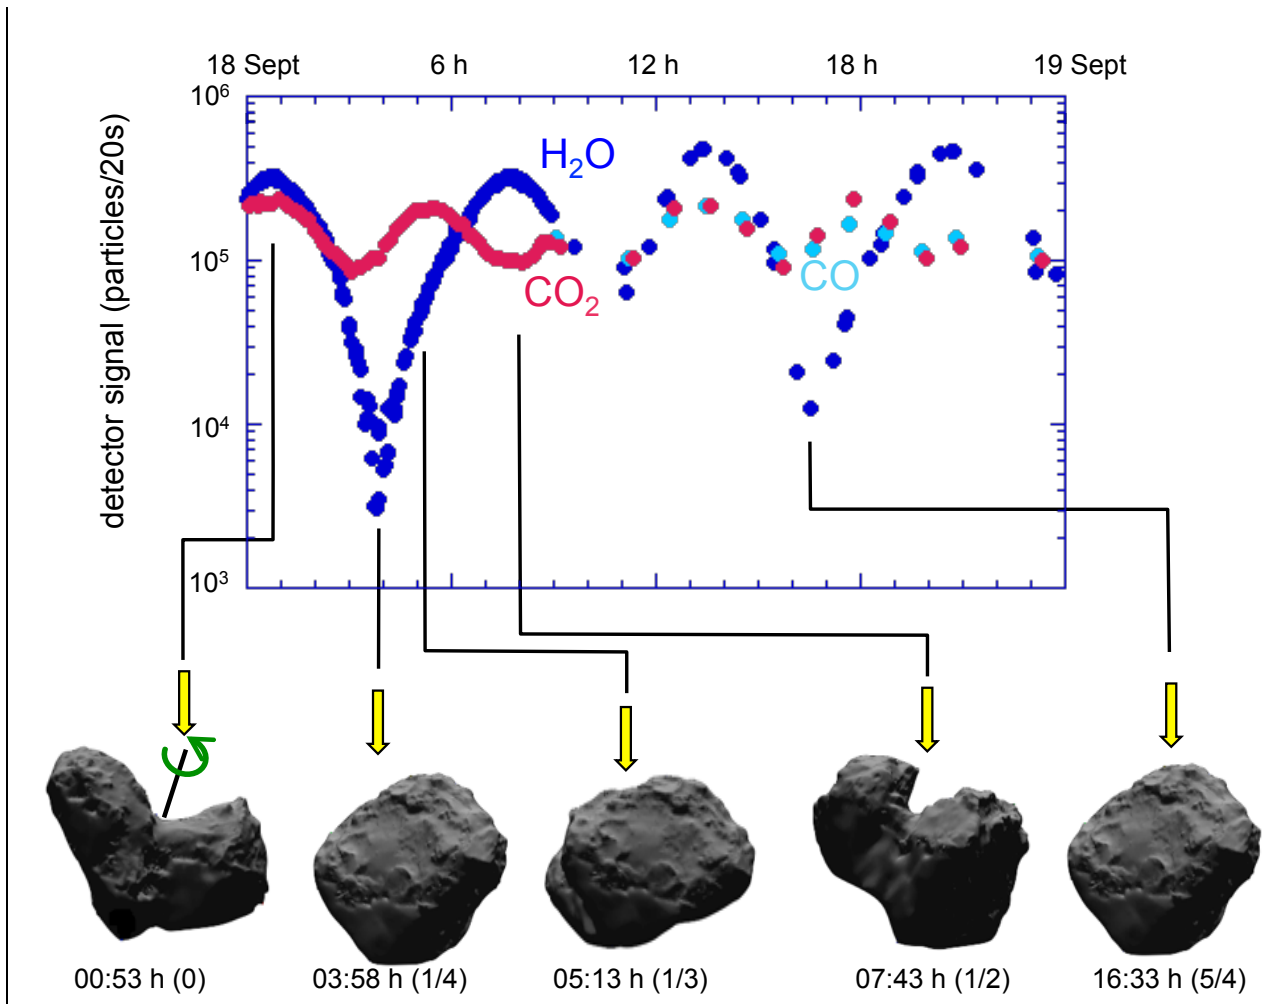 18 Sept 6 h 12 h 18 h 19 Sept
10⁶
detector signal (particles/20s)
H₂O
10⁵
CO
CO₂
10⁴
10³
00:53 h (0) 03:58 h (1/4) 05:13 h (1/3) 07:43 h (1/2) 16:33 h (5/4)